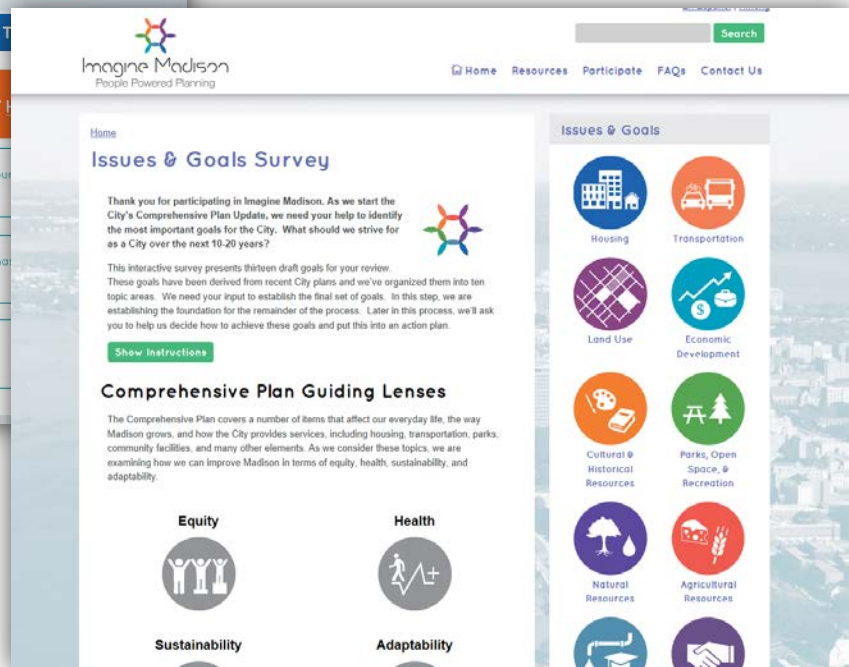 Search
Imagine Madison
People Powered Planning
Home Resources Participate FAQs Contact Us
Home
Issues & Goals Survey
Thank you for participating in Imagine Madison. As we start the
City's Comprehensive Plan Update, we need your help to identify
the most important goals for the City. What should we strive for
as a City over the next 10-20 years?
This interactive survey presents thirteen draft goals for your review.
These goals have been derived from recent City plans and we've organized them into ten
topic areas. We need your input to establish the final set of goals. In this step, we are
establishing the foundation for the remainder of the process. Later in this process, we'll ask
you to help us decide how to achieve these goals and put this into an action plan.
Show Instructions
Comprehensive Plan Guiding Lenses
The Comprehensive Plan covers a number of items that affect our everyday life, the way
Madison grows, and how the City provides services, including housing, transportation, parks,
community facilities, and many other elements. As we consider these topics, we are
examining how we can improve Madison in terms of equity, health, sustainability, and
adaptability.
Equity
Health
Sustainability
Adaptability
Issues & Goals
Housing
Transportation
Land Use
Economic
Development
Cultural &
Historical
Resources
Parks, Open
Space, &
Recreation
Natural
Resources
Agricultural
Resources